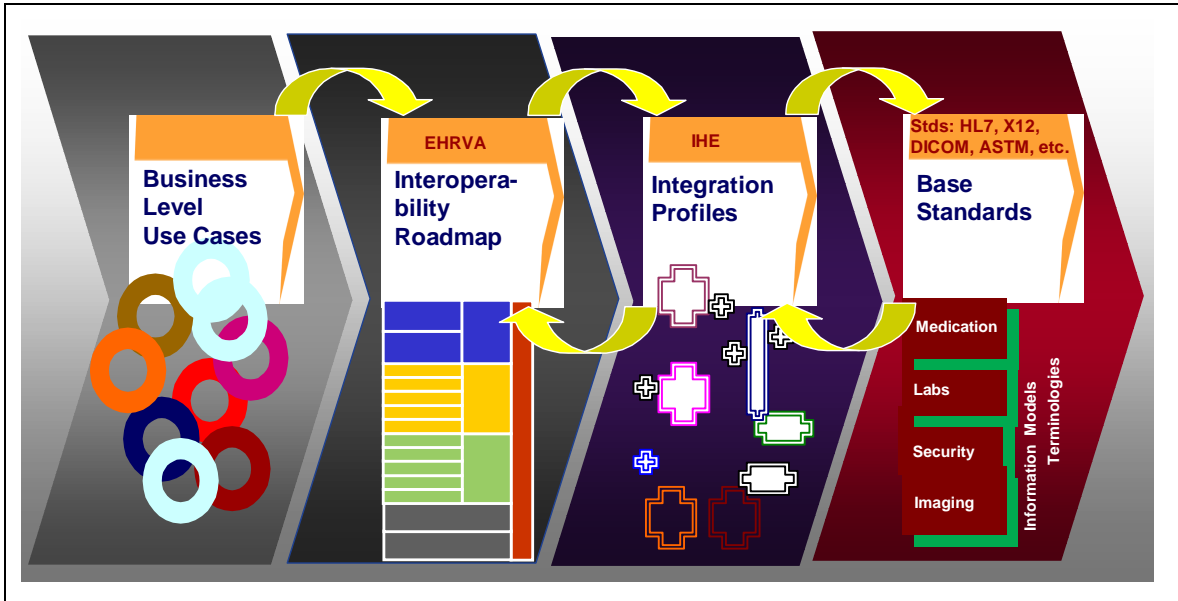 Business
Level
Use Cases
EHRVA
Interopera-
bility
Roadmap
IHE
Integration
Profiles
Stds: HL7, X12,
DICOM, ASTM, etc.
Base
Standards
Medication
Labs
Security
Imaging
Information Models
Terminologies